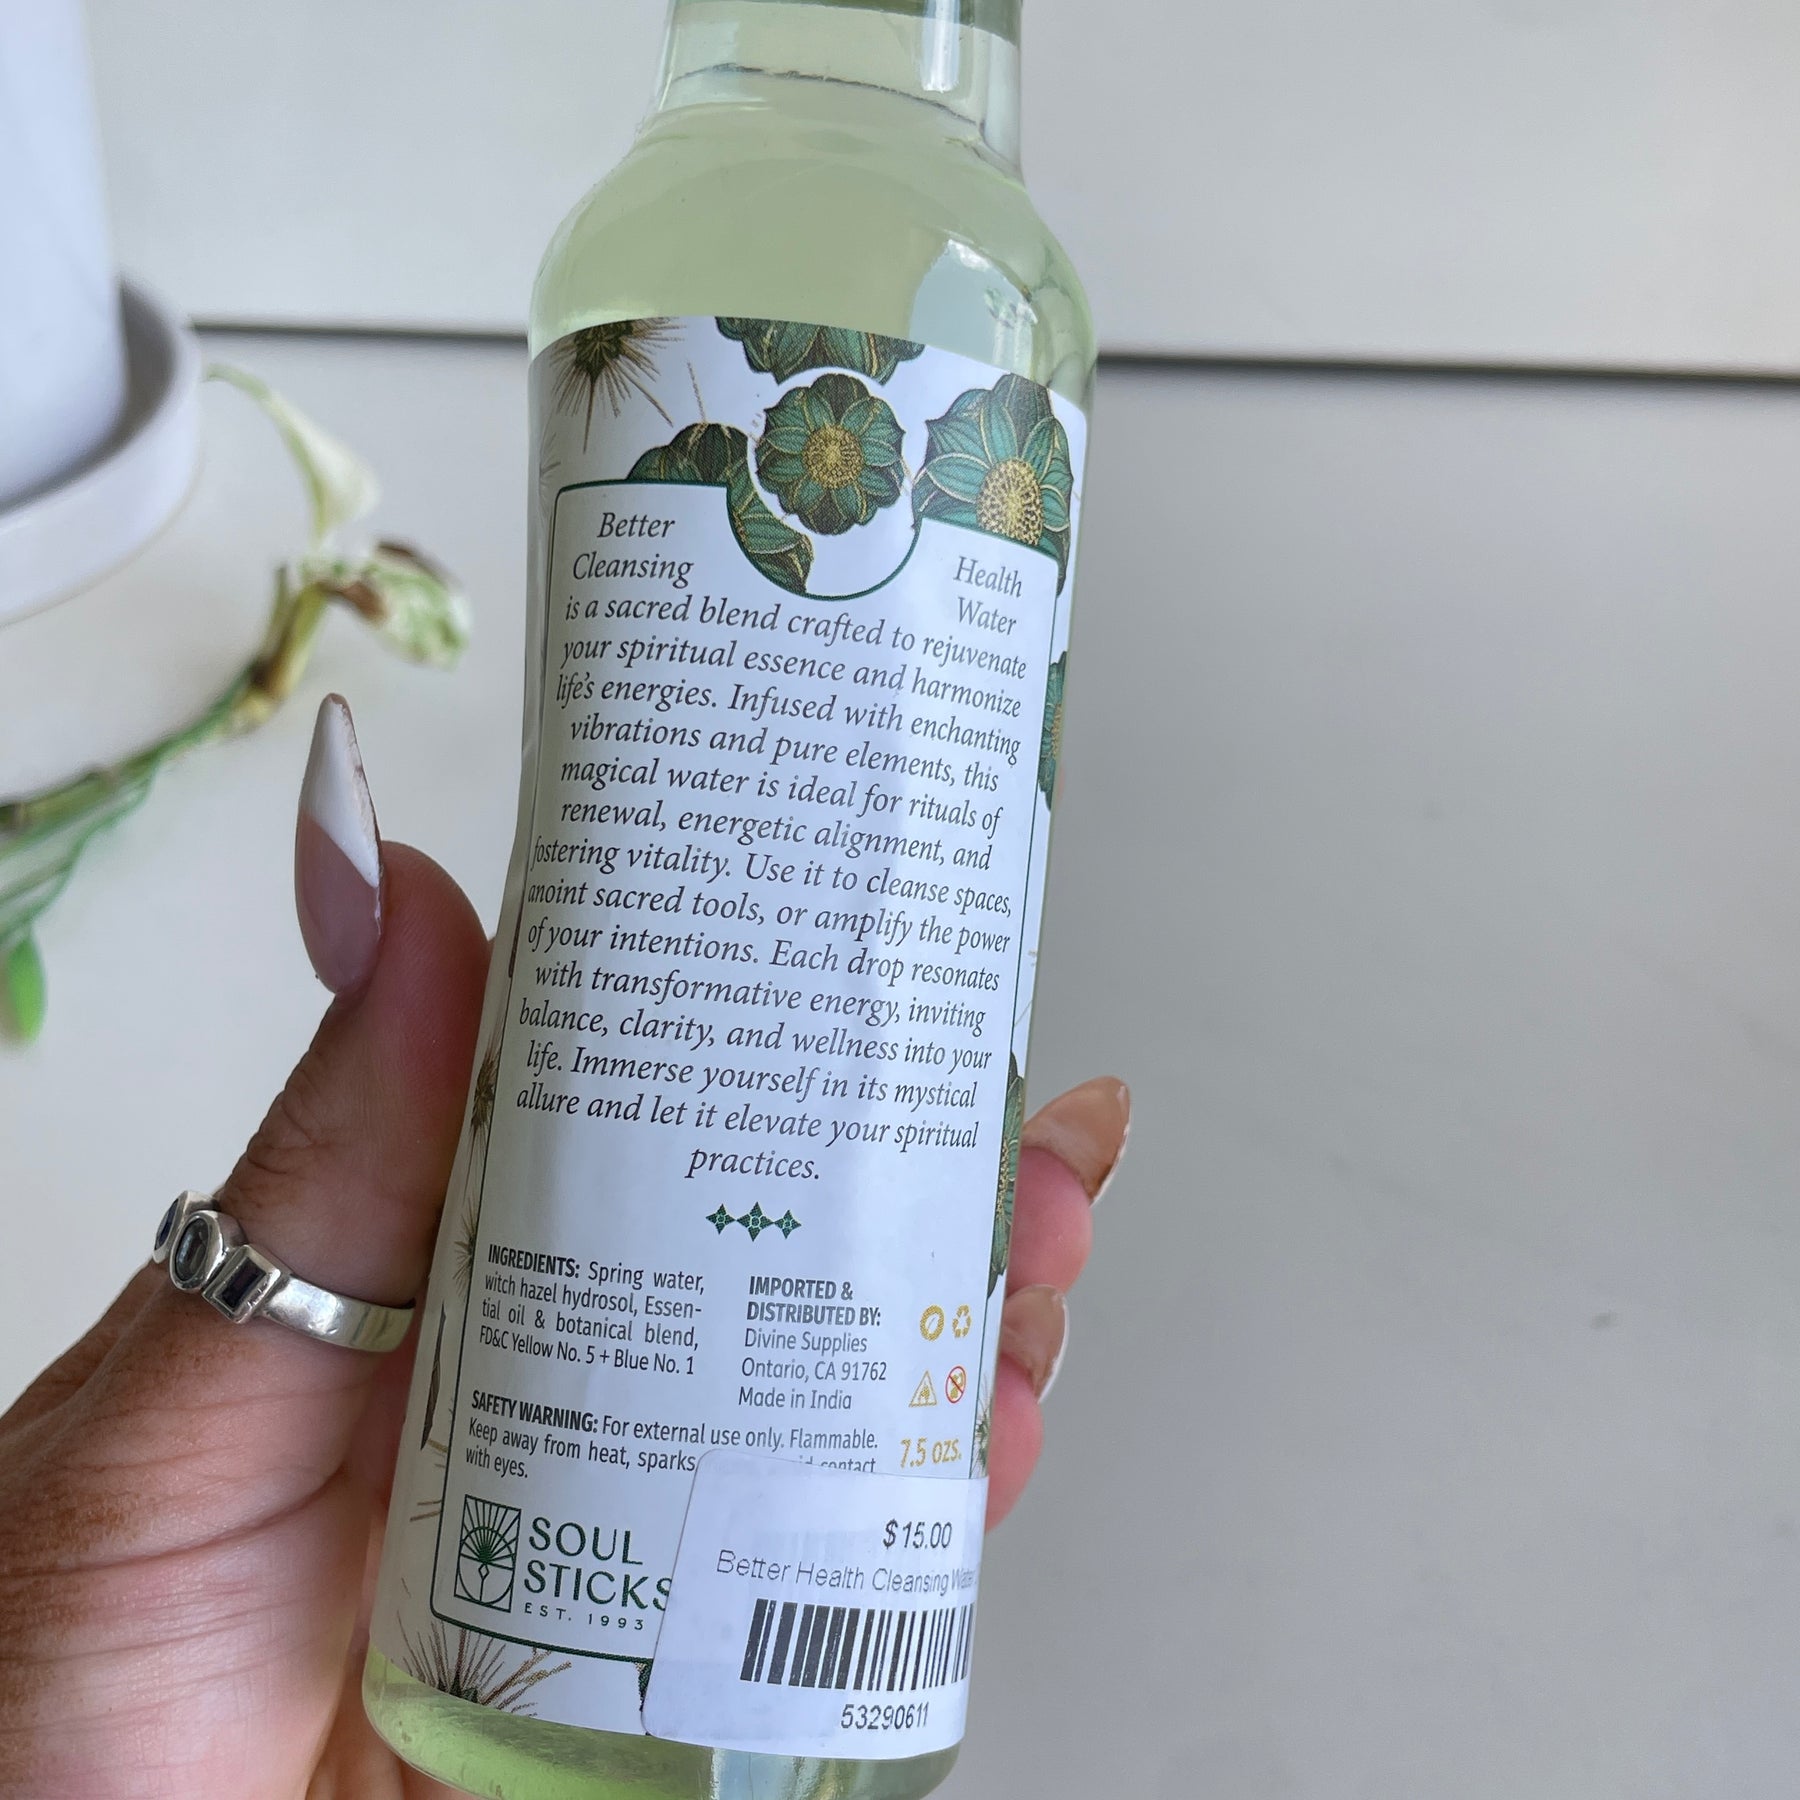 Better
Cleansing
Health
Water
is a sacred blend crafted to rejuvenate
your spiritual essence and harmonize
life's energies. Infused with enchanting
vibrations and pure elements, this
magical water is ideal for rituals of
renewal, energetic alignment, and
fostering vitality. Use it to cleanse spaces,
anoint sacred tools, or amplify the power
of your intentions. Each drop resonates
with transformative energy, inviting
balance, clarity, and wellness into your
life. Immerse yourself in its mystical
allure and let it elevate your spiritual
practices.
INGREDIENTS: Spring water,
witch hazel hydrosol, Essen-
tial oil & botanical blend,
FD&C Yellow No. 5 + Blue No. 1
IMPORTED &
DISTRIBUTED BY:
Divine Supplies
Ontario, CA 91762
Made in India
SAFETY WARNING: For external use only. Flammable.
Keep away from heat, sparks contact
with eyes.
7.5 OZS.
SOUL
STICKS
EST. 1993
$15.00
Better Health Cleansing Water
53290611